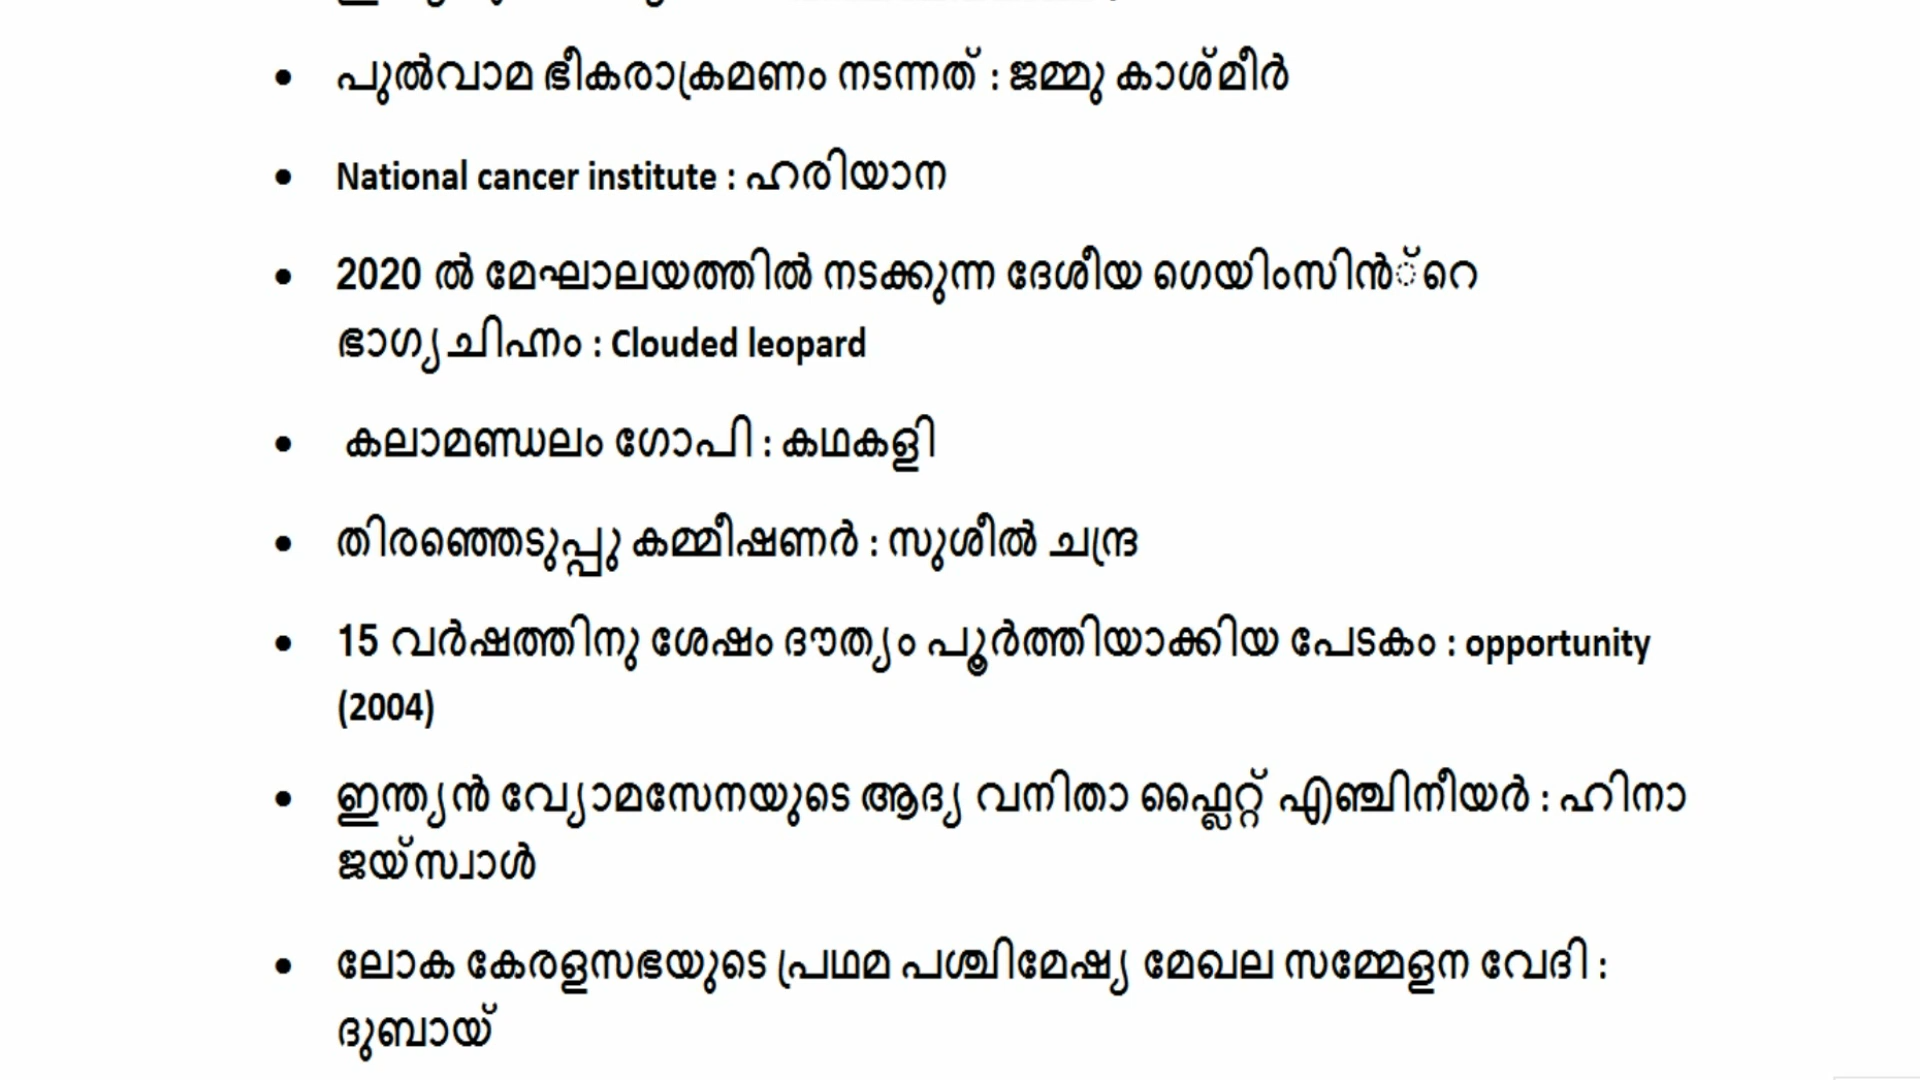 • പുൽവാമ ഭീകരാക്രമണം നടന്നത് : ജമ്മു കാശ്മീർ
• National cancer institute : ഹരിയാന
• 2020 ൽ മേഘാലയത്തിൽ നടക്കുന്ന ദേശീയ ഗെയിംസിൻ്റെ
ഭാഗ്യചിഹ്നം : Clouded leopard
• കലാമണ്ഡലം ഗോപി : കഥകളി
• തിരഞ്ഞെടുപ്പു കമ്മീഷണർ : സുശീൽ ചന്ദ്ര
• 15 വർഷത്തിനു ശേഷം ദൗത്യം പൂർത്തിയാക്കിയ പേടകം : opportunity
(2004)
• ഇന്ത്യൻ വ്യോമസേനയുടെ ആദ്യ വനിതാ ഫ്ലൈറ്റ് എഞ്ചിനീയർ : ഹിനാ
ജയ്സ്വാൾ
• ലോക കേരളസഭയുടെ പ്രഥമ പശ്ചിമേഷ്യ മേഖല സമ്മേളന വേദി :
ദുബായ്